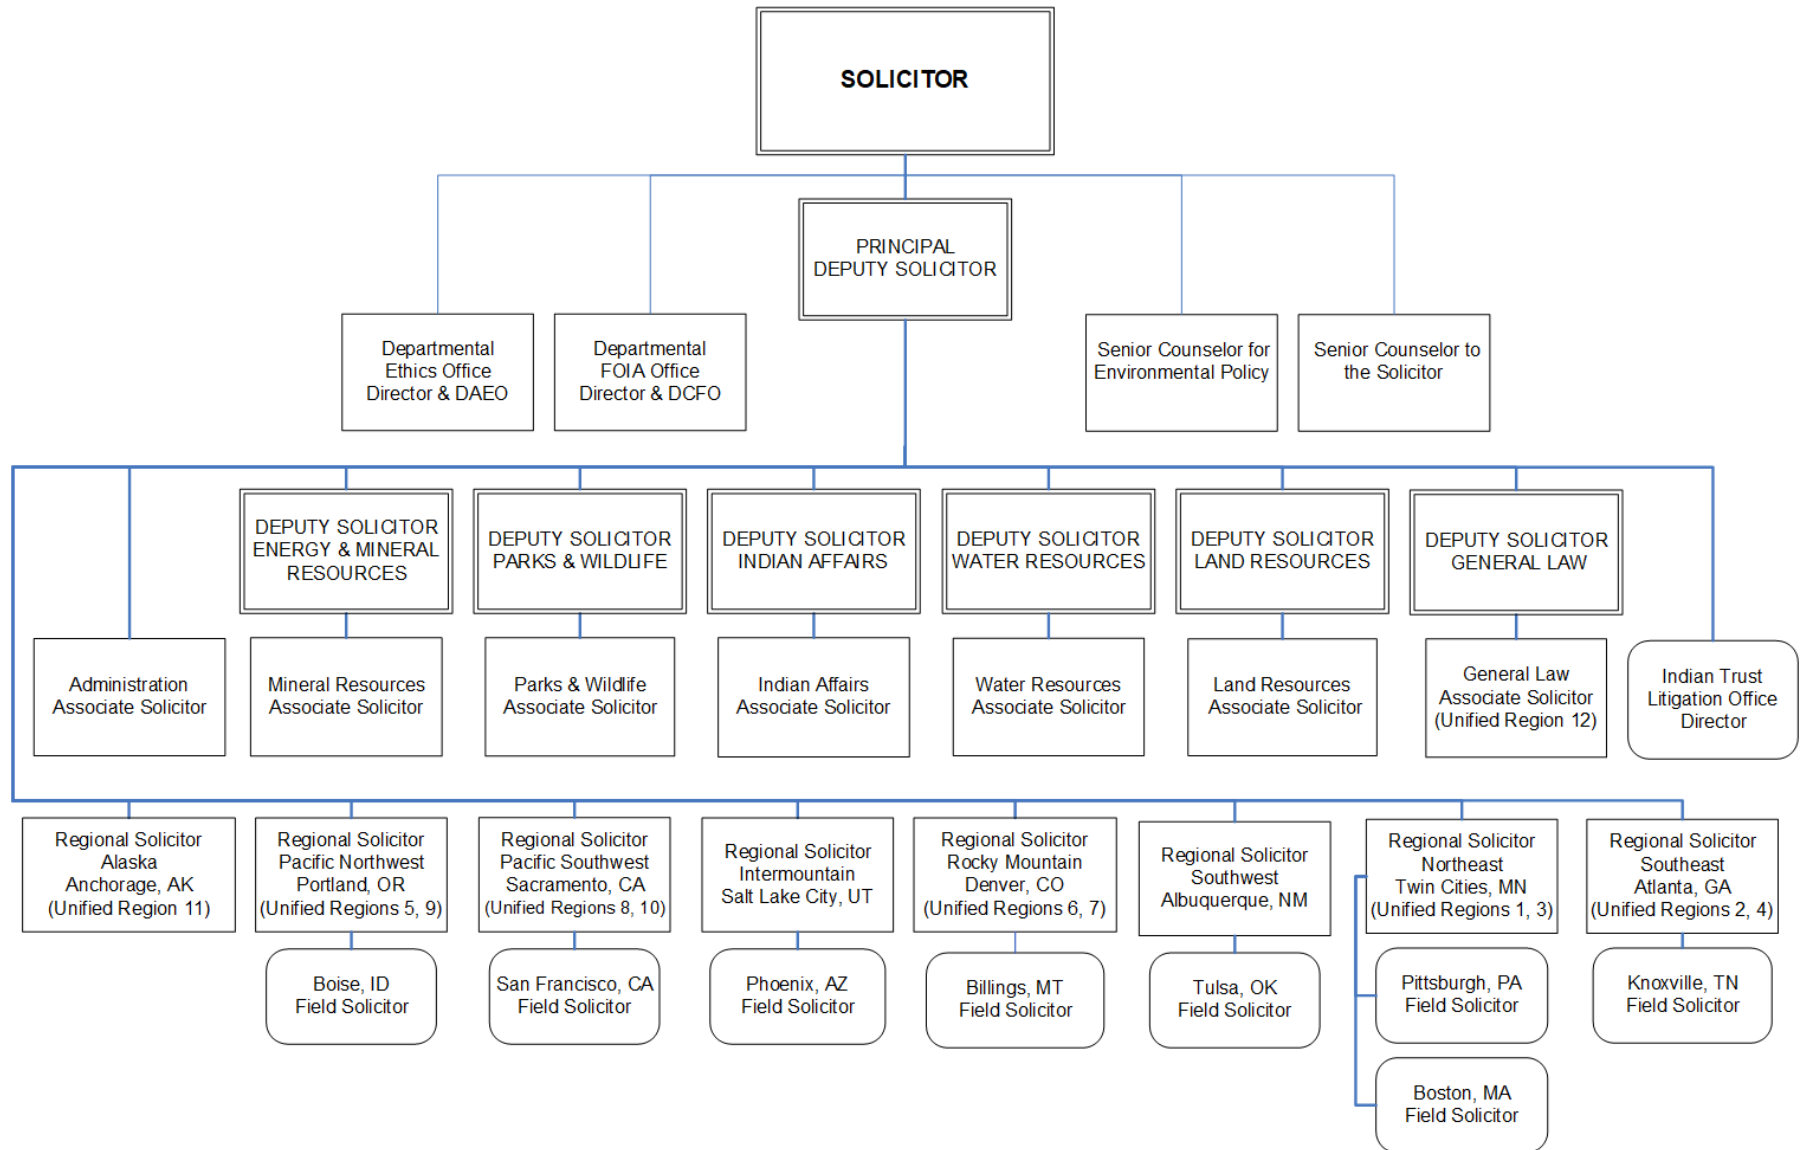 SOLICITOR
PRINCIPAL
DEPUTY SOLICITOR
Departmental
Ethics Office
Director & DAEO
Departmental
FOIA Office
Director & DCFO
Senior Counselor for
Environmental Policy
Senior Counselor to
the Solicitor
DEPUTY SOLICITOR
ENERGY & MINERAL
RESOURCES
DEPUTY SOLICITOR
PARKS & WILDLIFE
DEPUTY SOLICITOR
INDIAN AFFAIRS
DEPUTY SOLICITOR
WATER RESOURCES
DEPUTY SOLICITOR
LAND RESOURCES
DEPUTY SOLICITOR
GENERAL LAW
Administration
Associate Solicitor
Mineral Resources
Associate Solicitor
Parks & Wildlife
Associate Solicitor
Indian Affairs
Associate Solicitor
Water Resources
Associate Solicitor
Land Resources
Associate Solicitor
General Law
Associate Solicitor
(Unified Region 12)
Indian Trust
Litigation Office
Director
Regional Solicitor
Alaska
Anchorage, AK
(Unified Region 11)
Regional Solicitor
Pacific Northwest
Portland, OR
(Unified Regions 5, 9)
Regional Solicitor
Pacific Southwest
Sacramento, CA
(Unified Regions 8, 10)
Regional Solicitor
Intermountain
Salt Lake City, UT
Regional Solicitor
Rocky Mountain
Denver, CO
(Unified Regions 6, 7)
Regional Solicitor
Southwest
Albuquerque, NM
Regional Solicitor
Northeast
Twin Cities, MN
(Unified Regions 1, 3)
Regional Solicitor
Southeast
Atlanta, GA
(Unified Regions 2, 4)
Boise, ID
Field Solicitor
San Francisco, CA
Field Solicitor
Phoenix, AZ
Field Solicitor
Billings, MT
Field Solicitor
Tulsa, OK
Field Solicitor
Pittsburgh, PA
Field Solicitor
Knoxville, TN
Field Solicitor
Boston, MA
Field Solicitor